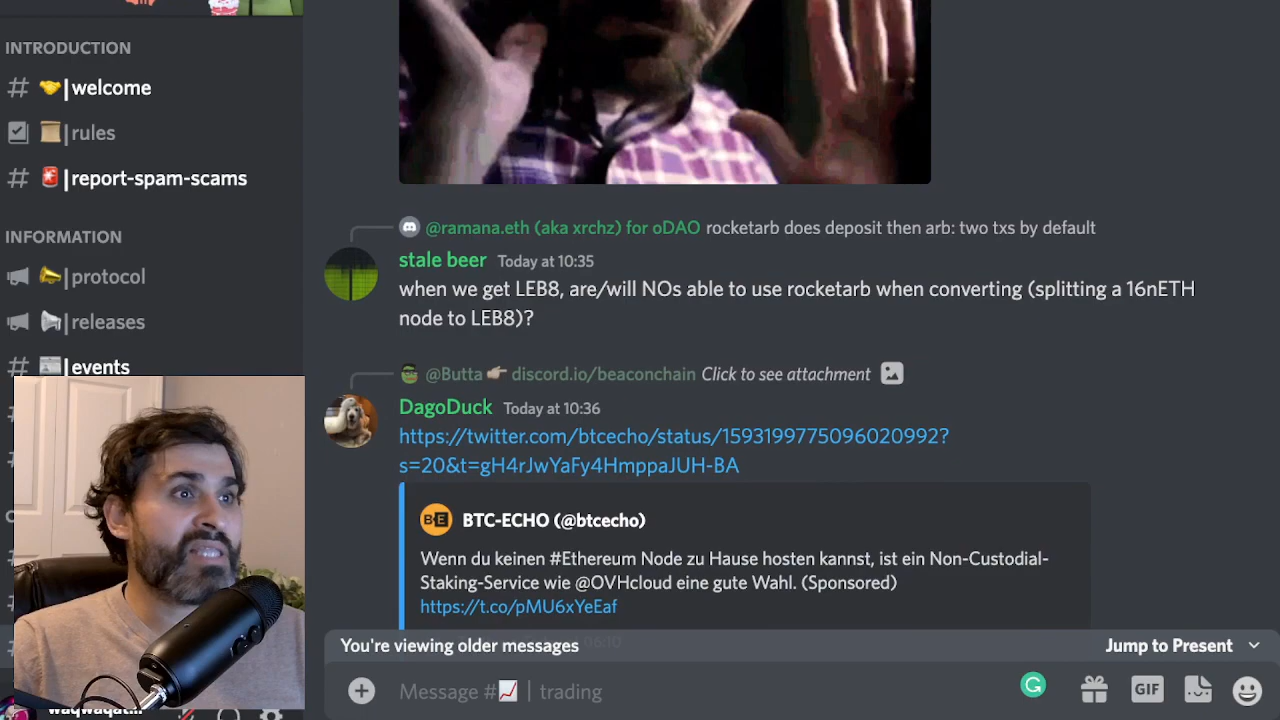 INTRODUCTION
# |welcome
|rules
# |report-spam-scams
INFORMATION
|protocol
|releases
# |events
@ramana.eth (aka xrchz) for oDAO rocketarb does deposit then arb: two txs by default
stale beer Today at 10:35
when we get LEB8, are/will NOs able to use rocketarb when converting (splitting a 16nETH
node to LEB8)?
@Butta 👉🏼 discord.io/beaconchain Click to see attachment
DagoDuck Today at 10:36
https://twitter.com/btcecho/status/1593199775096020992?
s=20&t=gH4rJwYaFy4HmppaJUH-BA
BE BTC-ECHO (@btcecho)
Wenn du keinen #Ethereum Node zu Hause hosten kannst, ist ein Non-Custodial-
Staking-Service wie @OVHcloud eine gute Wahl. (Sponsored)
https://t.co/pMU6xYeEaf
You're viewing older messages Jump to Present
Message #📈 | trading
GIF